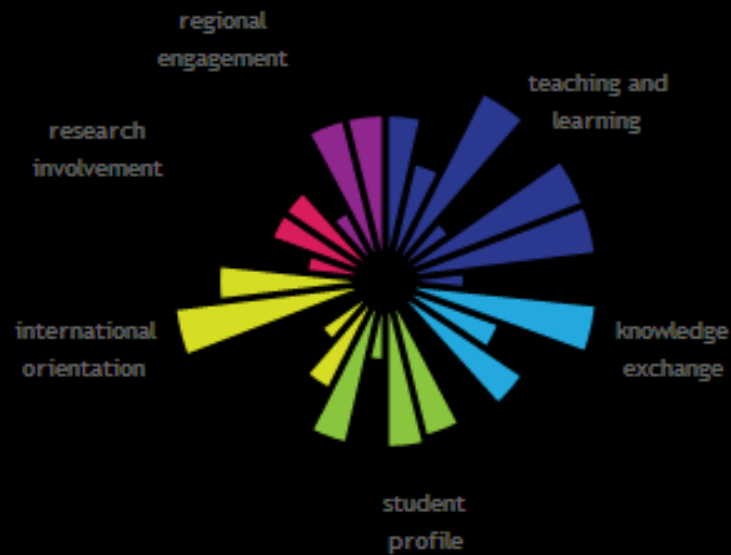 regional
engagement
teaching and
learning
research
involvement
international
orientation
knowledge
exchange
student
profile